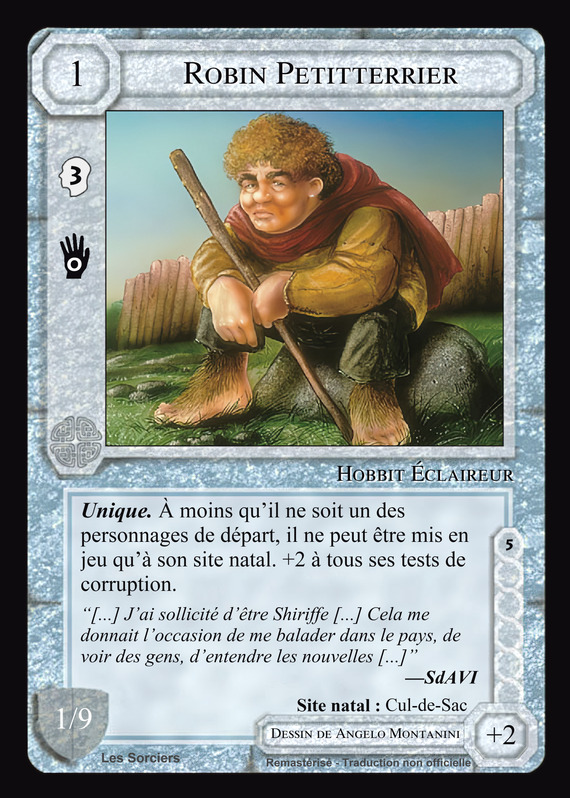 1
Robin Petitterrier
3
Hobbit Éclaireur
Unique. À moins qu'il ne soit un des
personnages de départ, il ne peut être mis en
jeu qu'à son site natal. +2 à tous ses tests de
corruption.
5
“[...] J'ai sollicité d'être Shiriffe [...] Cela me
donnait l'occasion de me balader dans le pays, de
voir des gens, d'entendre les nouvelles [...]”
—SdAVI
Site natal : Cul-de-Sac
1/9
Dessin de Angelo Montanini
+2
Les Sorciers
Remastérisé - Traduction non officielle